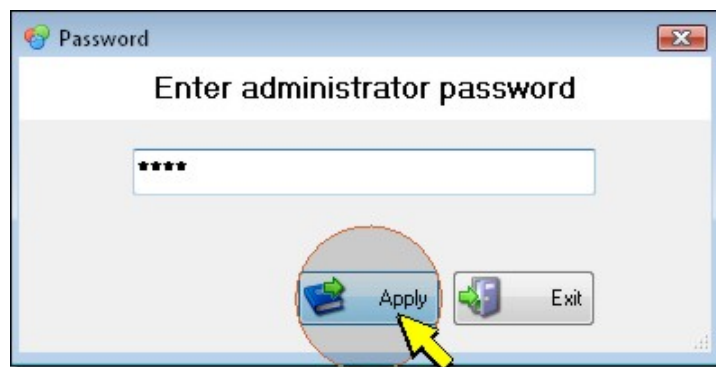 Password
Enter administrator password
****
Apply
Exit